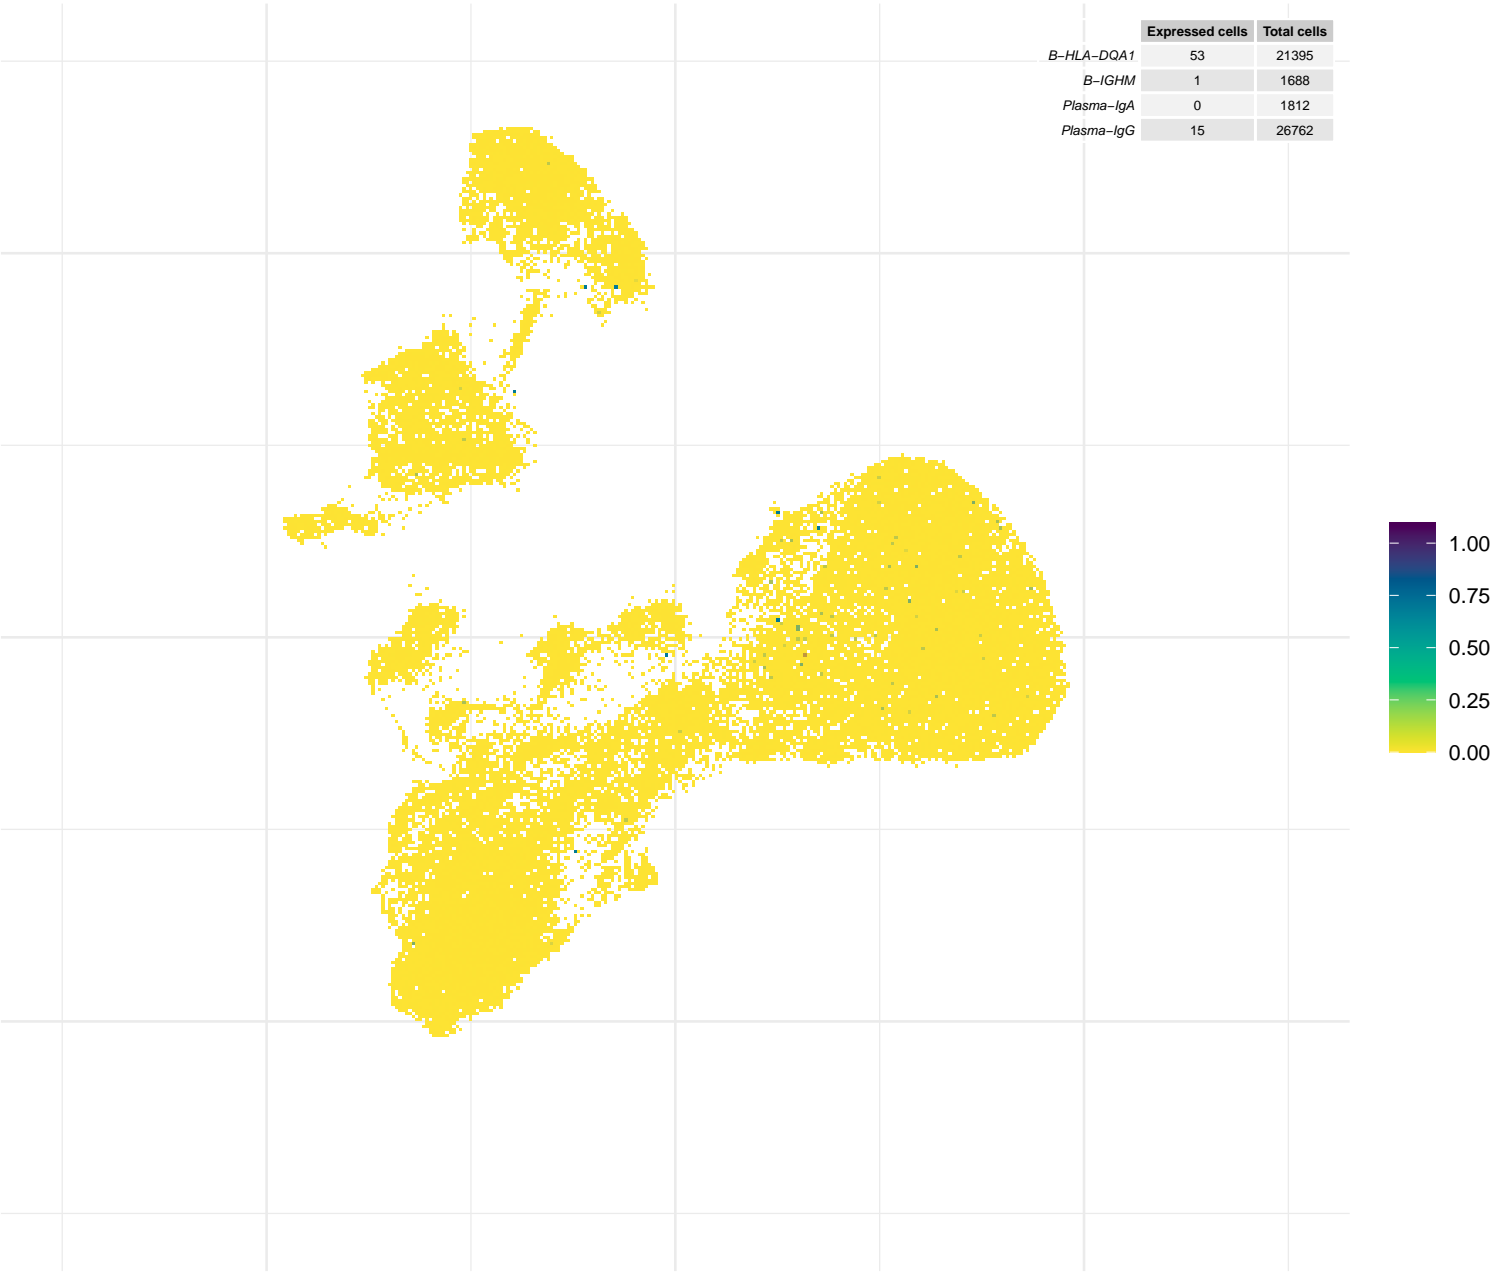 Expressed cells Total cells
B−HLA−DQA1 53 21395
B−IGHM 1 1688
Plasma−IgA 0 1812
Plasma−IgG 15 26762
1.00
0.75
0.50
0.25
0.00